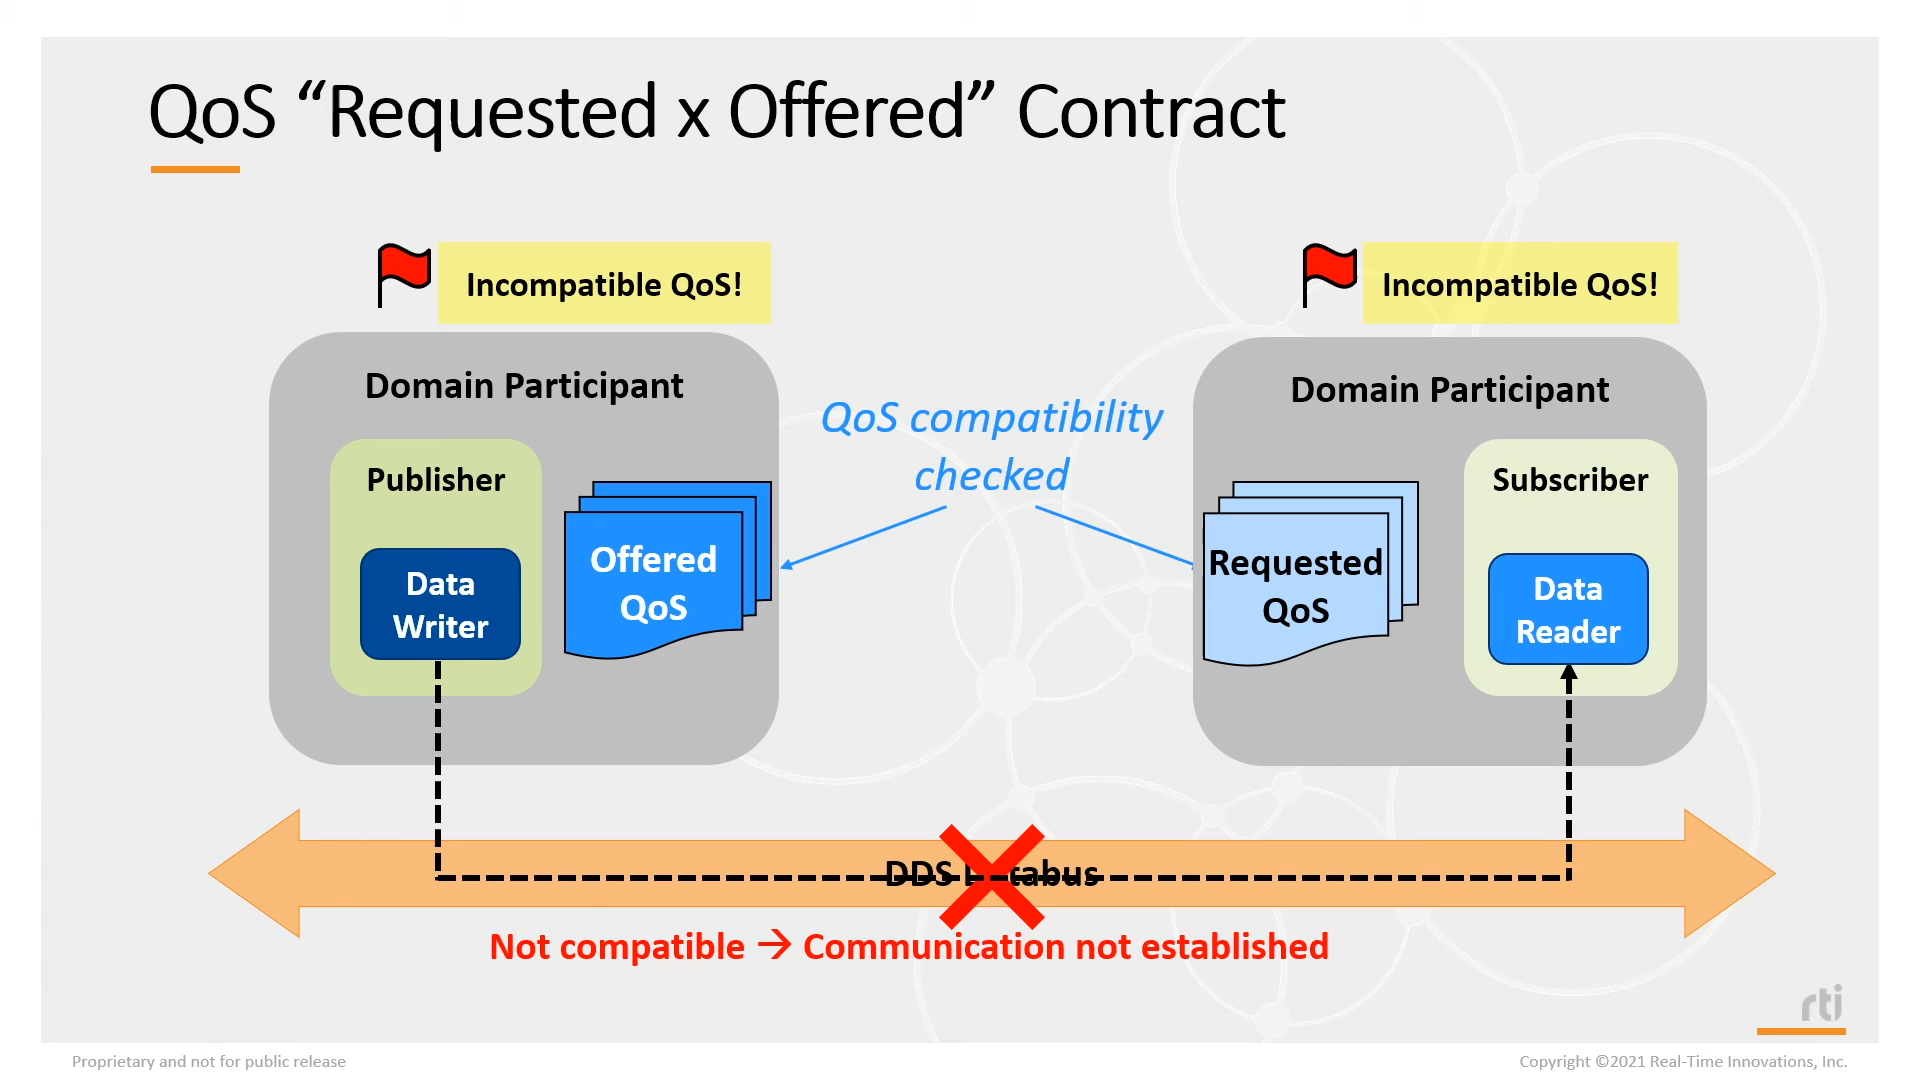 QoS “Requested x Offered” Contract
Incompatible QoS!
Incompatible QoS!
Domain Participant
Domain Participant
QoS compatibility
checked
Publisher
Subscriber
Offered
QoS
Requested
QoS
Data
Writer
Data
Reader
DDS
Not compatible → Communication not established
rti
Proprietary and not for public release
Copyright ©2021 Real-Time Innovations, Inc.